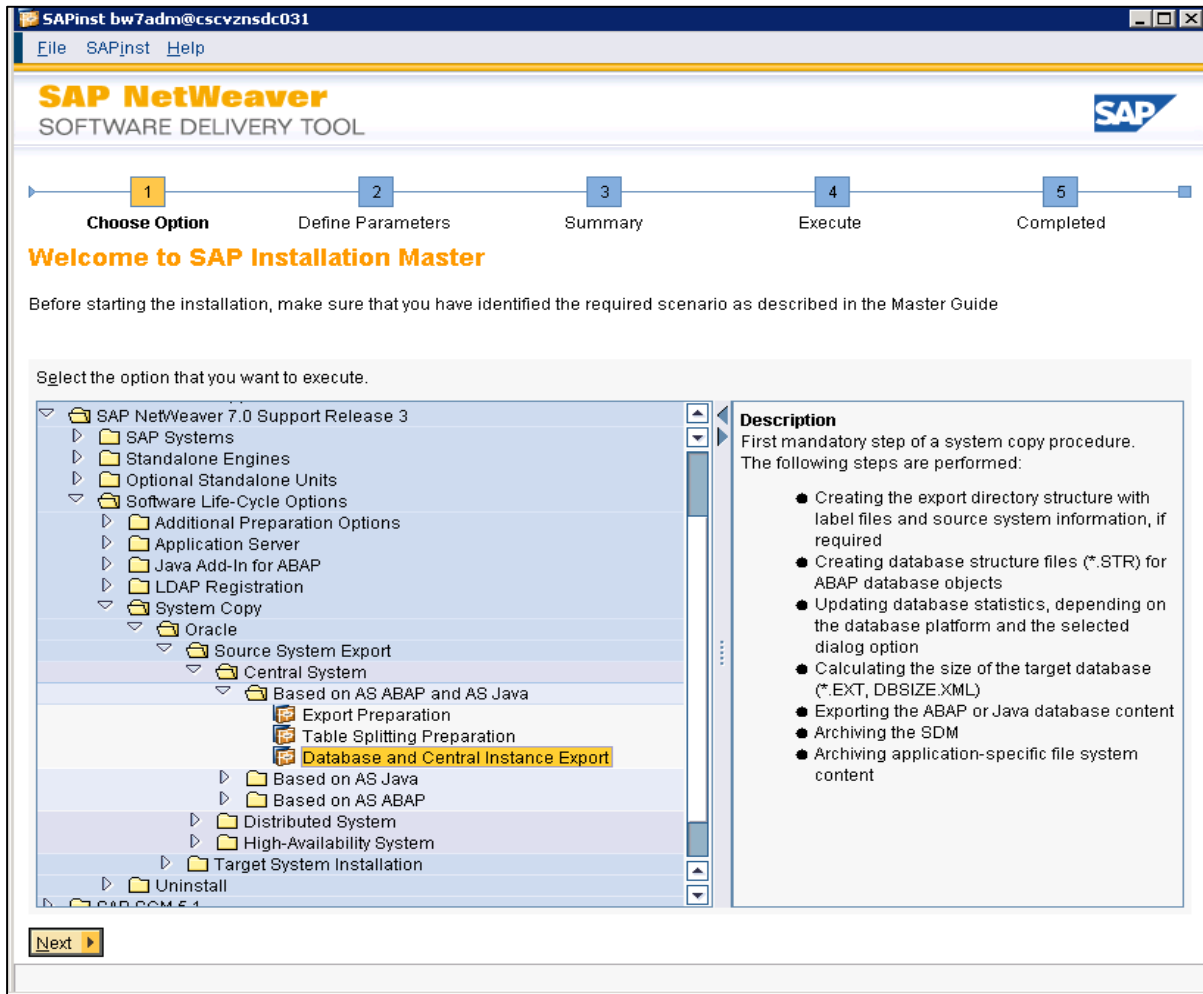 SAPinst bw7adm@cscvznsdc031
File SAPinst Help
SAP NetWeaver
SOFTWARE DELIVERY TOOL
SAP
1 2 3 4 5
Choose Option Define Parameters Summary Execute Completed
Welcome to SAP Installation Master
Before starting the installation, make sure that you have identified the required scenario as described in the Master Guide
Select the option that you want to execute.
SAP NetWeaver 7.0 Support Release 3
SAP Systems
Standalone Engines
Optional Standalone Units
Software Life-Cycle Options
Additional Preparation Options
Application Server
Java Add-In for ABAP
LDAP Registration
System Copy
Oracle
Source System Export
Central System
Based on AS ABAP and AS Java
Export Preparation
Table Splitting Preparation
Database and Central Instance Export
Based on AS Java
Based on AS ABAP
Distributed System
High-Availability System
Target System Installation
Uninstall
SAP SCM 5.1
Description
First mandatory step of a system copy procedure.
The following steps are performed:
● Creating the export directory structure with
label files and source system information, if
required
● Creating database structure files (*.STR) for
ABAP database objects
● Updating database statistics, depending on
the database platform and the selected
dialog option
● Calculating the size of the target database
(*.EXT, DBSIZE.XML)
● Exporting the ABAP or Java database content
● Archiving the SDM
● Archiving application-specific file system
content
Next